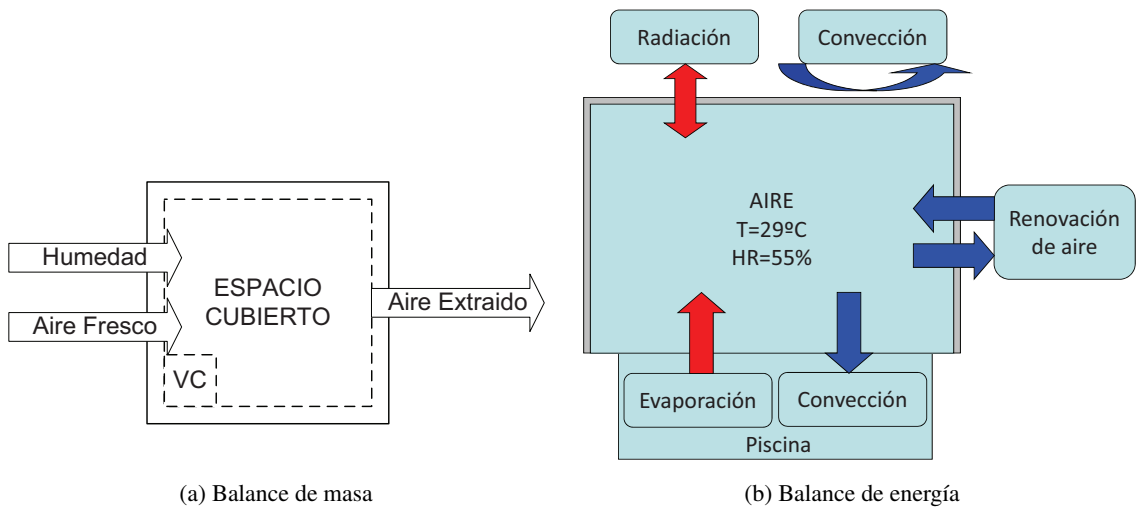 Humedad
Aire Fresco
ESPACIO
CUBIERTO
VC
Aire Extraido
(a) Balance de masa
Radiación
Convección
AIRE
T=29ºC
HR=55%
Renovación
de aire
Evaporación
Convección
Piscina
(b) Balance de energía